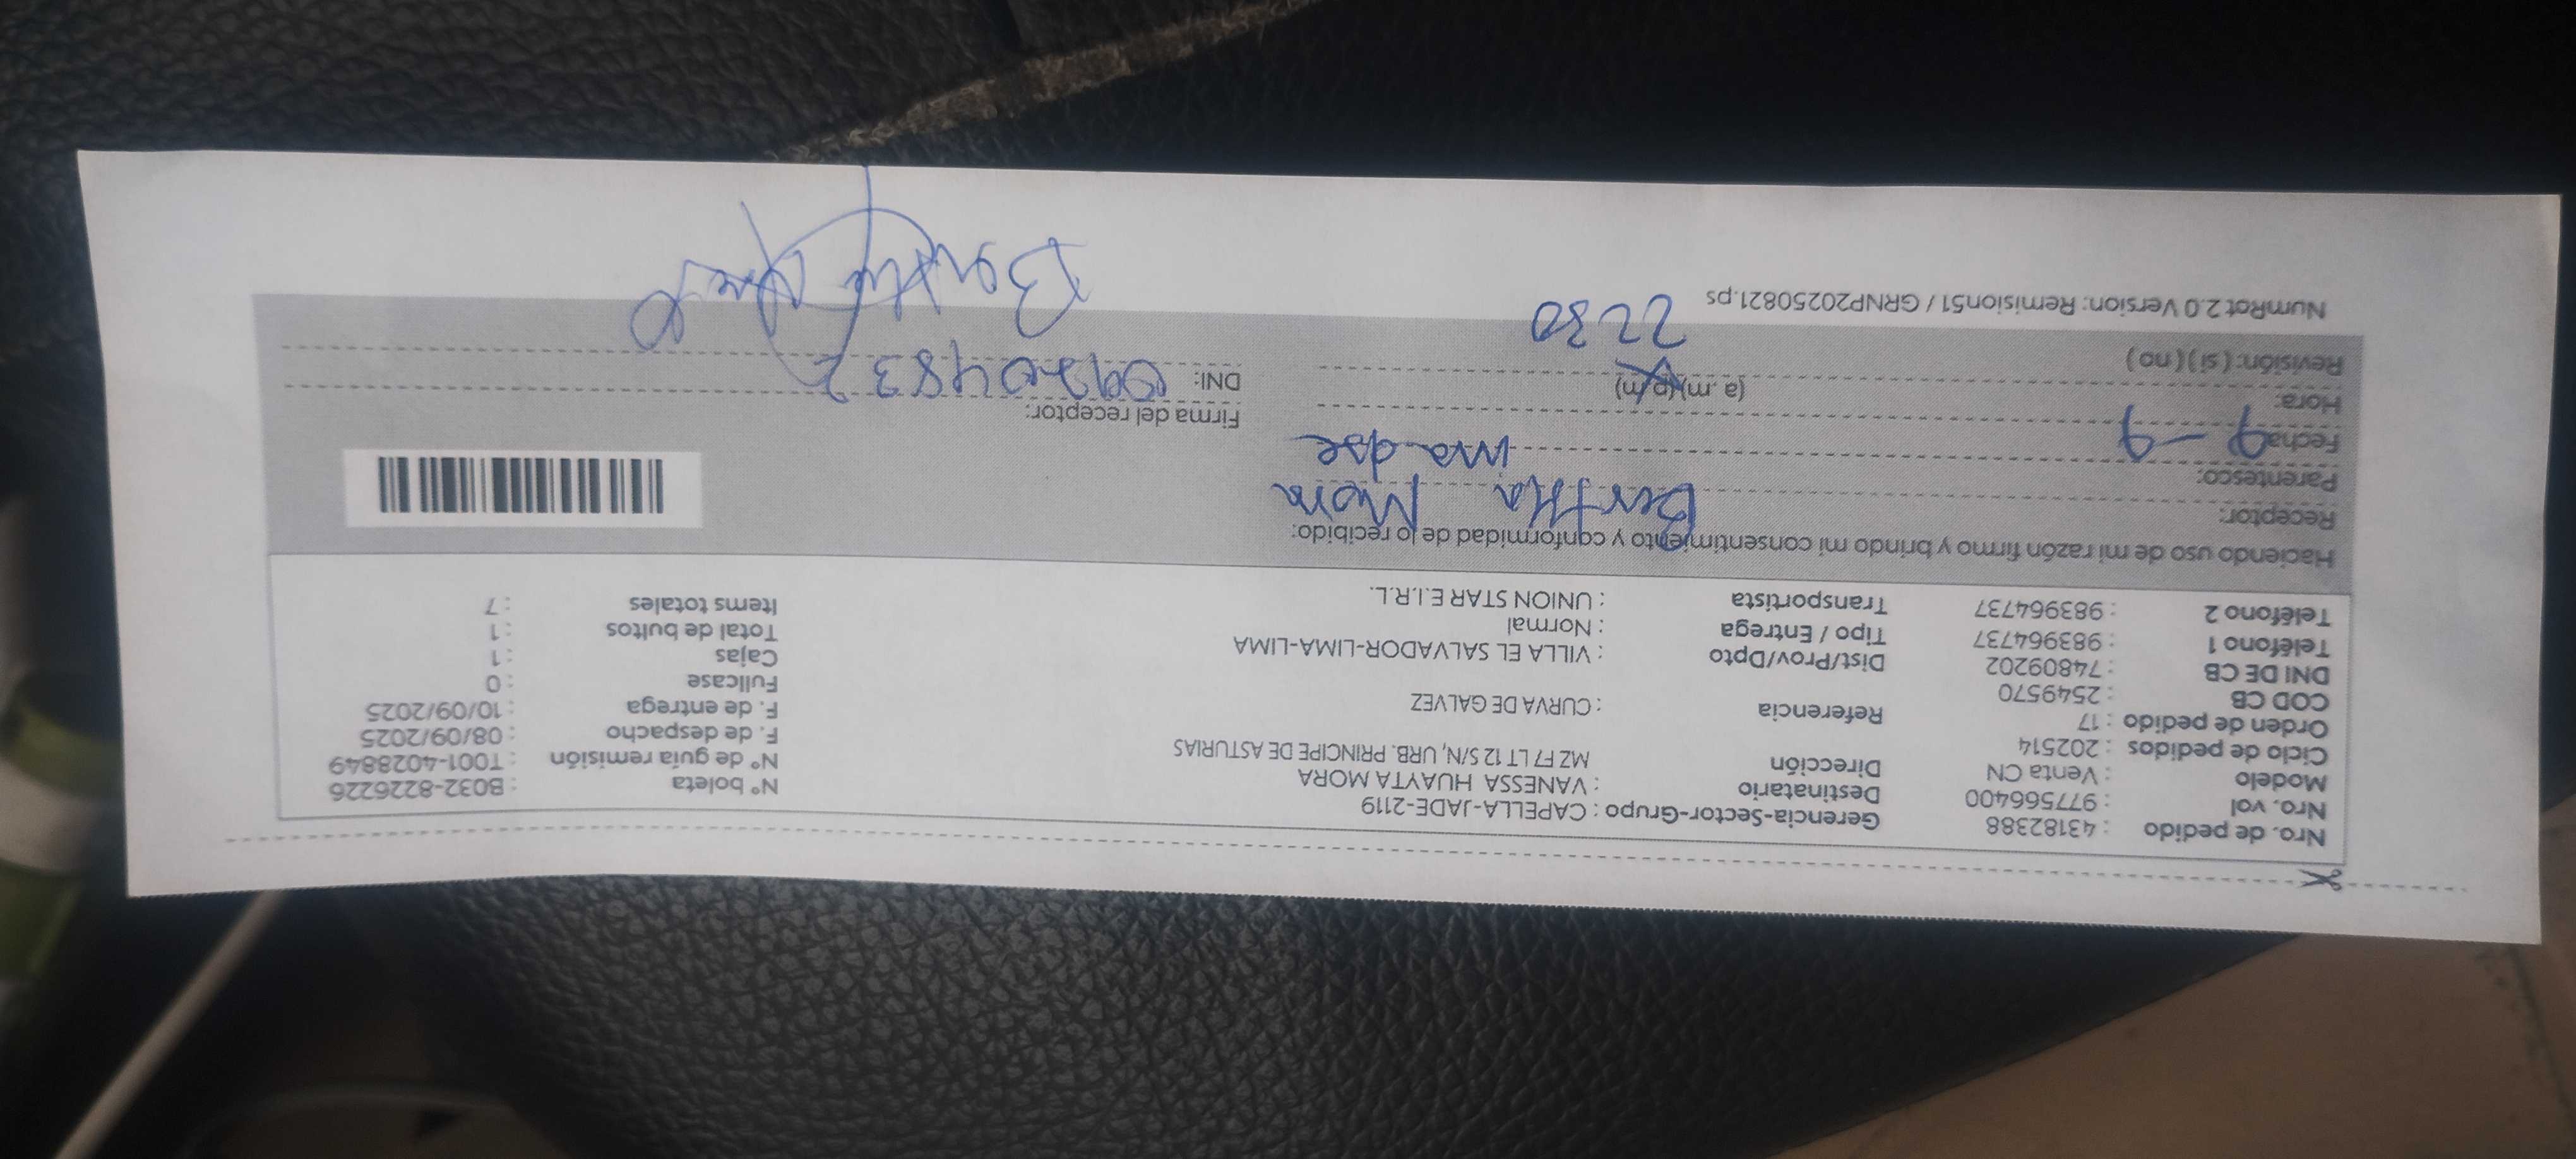 Nro. de pedido : 43182388 Gerencia-Sector-Grupo : CAPELLA-JADE-2119 N° boleta : B032-8226226
Nro. vol : 977566400 Destinatario : VANESSA HUAYTA MORA N° de guía remisión : T001-4028849
Modelo : Venta CN Dirección MZ F7 LT 12 S/N, URB. PRINCIPE DE ASTURIAS F. de despacho : 08/09/2025
Ciclo de pedidos : 202514 F. de entrega : 10/09/2025
Orden de pedido : 17 Referencia : CURVA DE GALVEZ Fullcase : 0
COD CB : 2549570 Cajas : 1
DNI DE CB : 74809202 Dist/Prov/Dpto : VILLA EL SALVADOR-LIMA-LIMA Total de bultos : 1
Teléfono 1 : 983964737 Tipo / Entrega : Normal Items totales : 7
Teléfono 2 : 983964737 Transportista : UNION STAR E.I.R.L.
Haciendo uso de mi razón firmo y brindo mi consentimiento y conformidad de lo recibido:
Receptor: Bertha Mora
Parentesco: madre
Fecha: 9-9
Hora: (a. m)(p/m) 2230
Revisión: ( si ) ( no )
Firma del receptor:
DNI:
NumRot 2.0 Version: Remision51 / GRNP20250821.ps